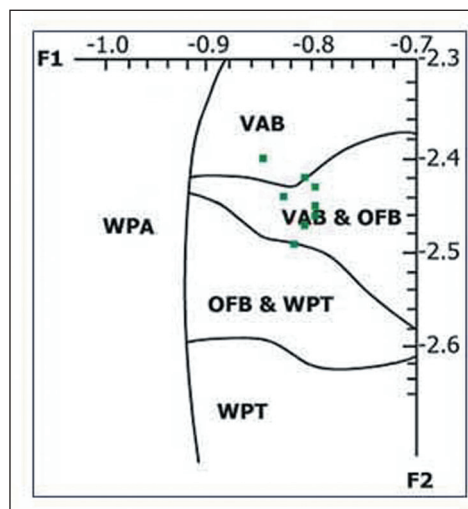 F1 -1.0 -0.9 -0.8 -0.7
-2.3
VAB
-2.4
VAB & OFB
WPA
-2.5
OFB & WPT
-2.6
WPT
F2